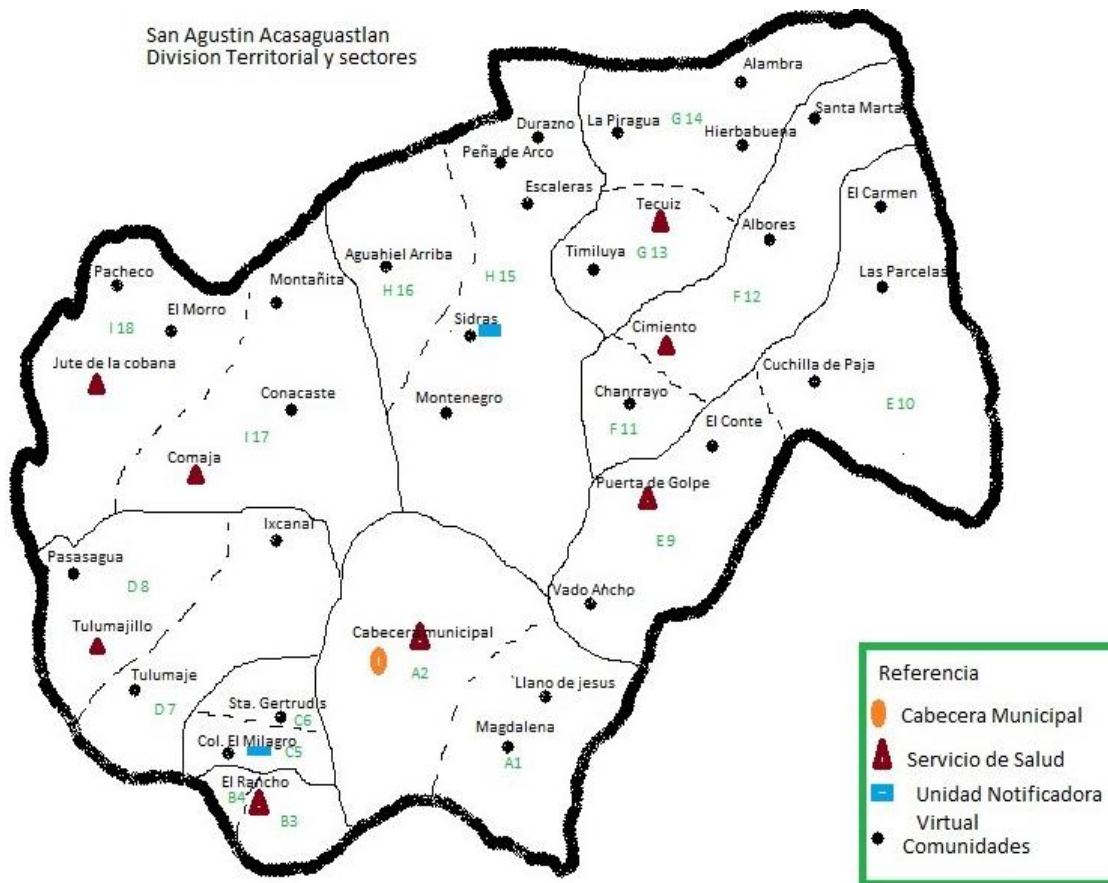 San Agustin Acasaguastlan
Division Territorial y sectores
Alambra
Santa Marta
La Piragua
G 14
Durazno
Hierbabuena
Peña de Arco
Escaleras
El Carmen
Tecuiz
Albores
Aguahiel Arriba
Timiluya
G 13
Pacheco
Montañita
H 16
H 15
Las Parcelas
El Morro
F 12
I 18
Sidras
Cimiento
Jute de la cobana
Cuchilla de Paja
Conacaste
Montenegro
Chanrrayo
E 10
El Conte
I 17
F 11
Comaja
Puerta de Golpe
Ixcanal
E 9
Pasasagua
D 8
Vado Ancho
Tulumajillo
Cabecera municipal
A2
Tulumaje
Llano de jesus
D 7
Sta. Gertrudis
C6
Magdalena
Col. El Milagro
C5
A1
El Rancho
B4
B3
Referencia
Cabecera Municipal
Servicio de Salud
Unidad Notificadora
Virtual
Comunidades